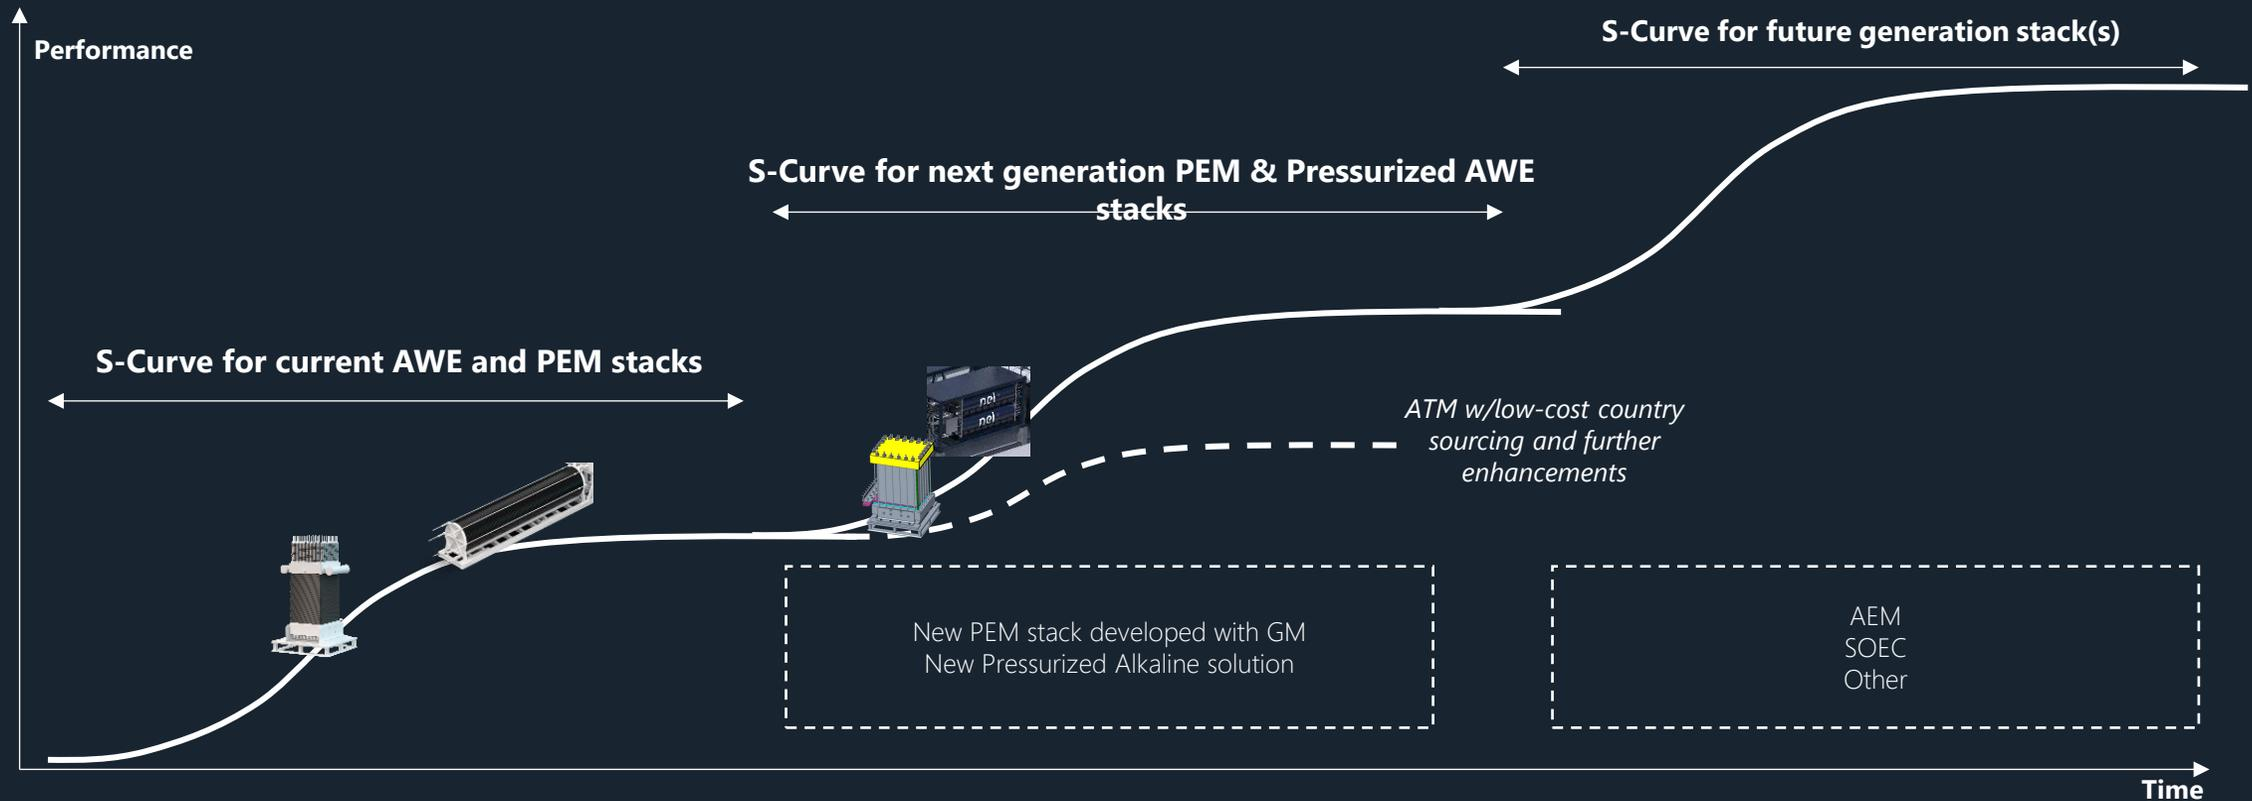 Performance
S-Curve for future generation stack(s)
S-Curve for next generation PEM & Pressurized AWE
stacks
S-Curve for current AWE and PEM stacks
nel
nel
ATM w/low-cost country
sourcing and further
enhancements
New PEM stack developed with GM
New Pressurized Alkaline solution
AEM
SOEC
Other
Time